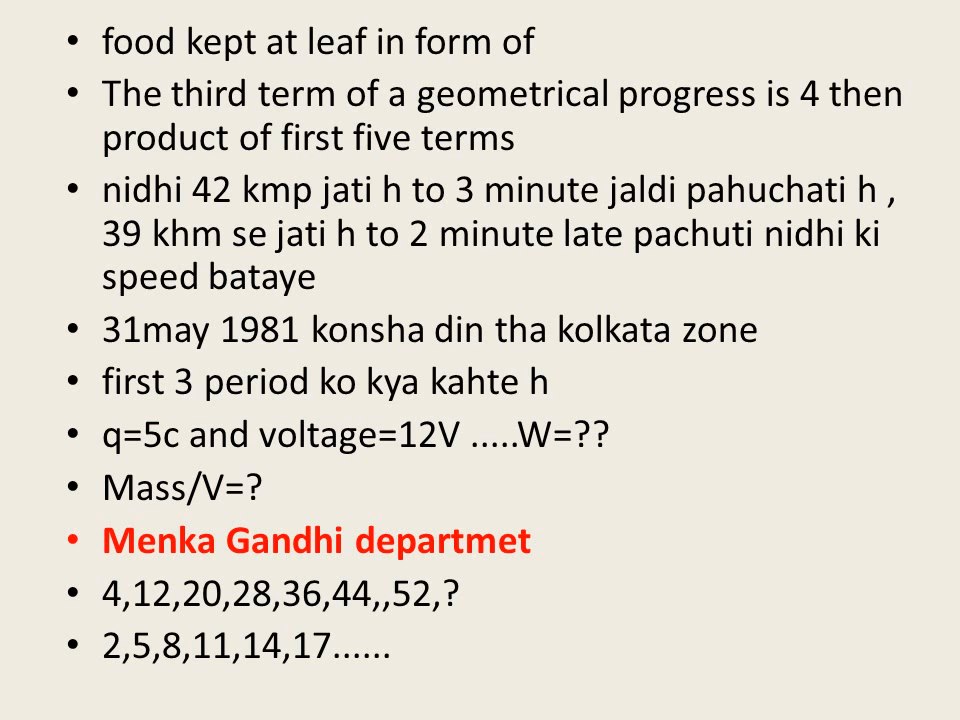 • food kept at leaf in form of
• The third term of a geometrical progress is 4 then
product of first five terms
• nidhi 42 kmp jati h to 3 minute jaldi pahuchati h ,
39 khm se jati h to 2 minute late pachuti nidhi ki
speed bataye
• 31may 1981 konsha din tha kolkata zone
• first 3 period ko kya kahte h
• q=5c and voltage=12V .....W=??
• Mass/V=?
• Menka Gandhi departmet
• 4,12,20,28,36,44,,52,?
• 2,5,8,11,14,17......